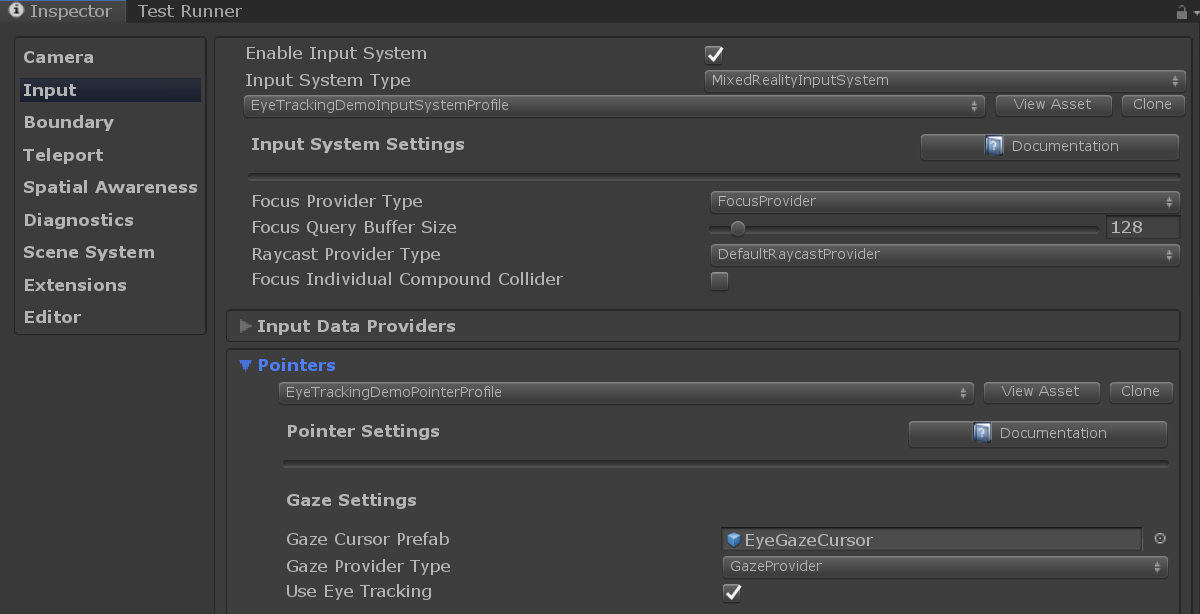 Inspector Test Runner
Camera
Input
Boundary
Teleport
Spatial Awareness
Diagnostics
Scene System
Extensions
Editor
Enable Input System
Input System Type MixedRealityInputSystem
EyeTrackingDemoInputSystemProfile View Asset Clone
Input System Settings Documentation
Focus Provider Type FocusProvider
Focus Query Buffer Size 128
Raycast Provider Type DefaultRaycastProvider
Focus Individual Compound Collider
Input Data Providers
Pointers
EyeTrackingDemoPointerProfile View Asset Clone
Pointer Settings Documentation
Gaze Settings
Gaze Cursor Prefab EyeGazeCursor
Gaze Provider Type GazeProvider
Use Eye Tracking